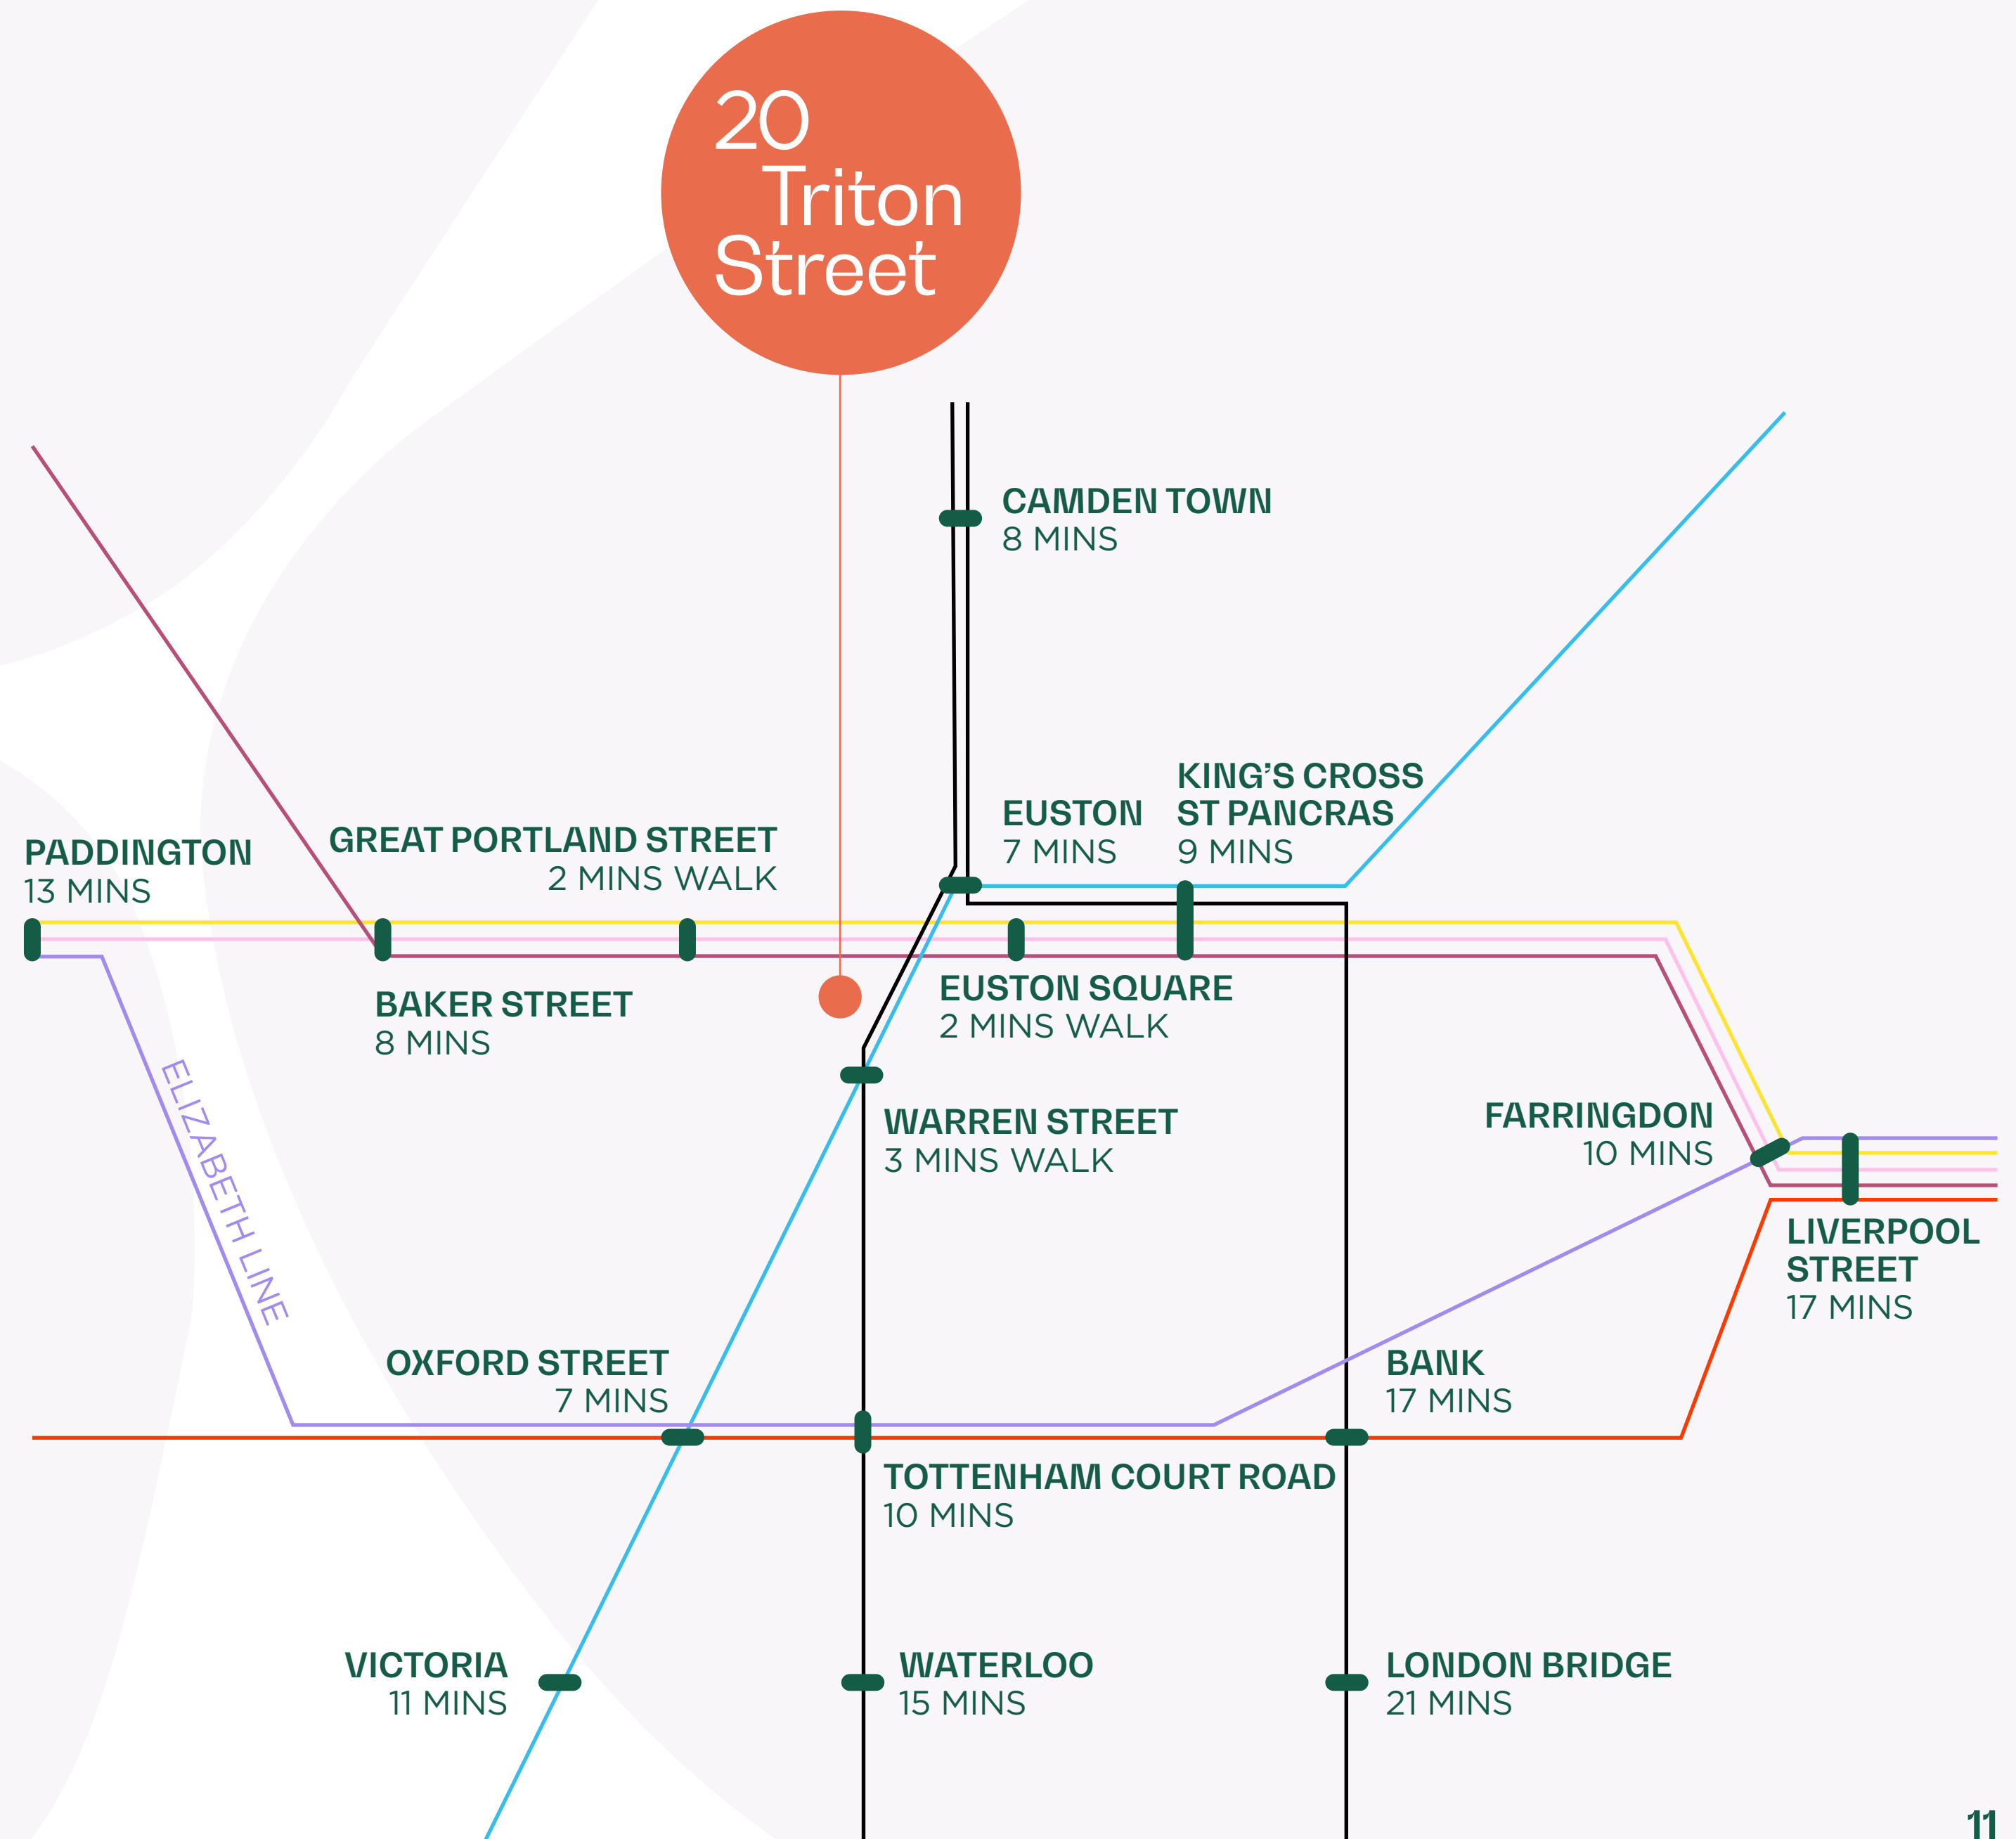 20
Triton
Street
CAMDEN TOWN
8 MINS
KING’S CROSS
ST PANCRAS
9 MINS
EUSTON
7 MINS
GREAT PORTLAND STREET
2 MINS WALK
PADDINGTON
13 MINS
BAKER STREET
8 MINS
EUSTON SQUARE
2 MINS WALK
ELIZABETH LINE
WARREN STREET
3 MINS WALK
FARRINGDON
10 MINS
LIVERPOOL
STREET
17 MINS
OXFORD STREET
7 MINS
BANK
17 MINS
TOTTENHAM COURT ROAD
10 MINS
VICTORIA
11 MINS
WATERLOO
15 MINS
LONDON BRIDGE
21 MINS
11